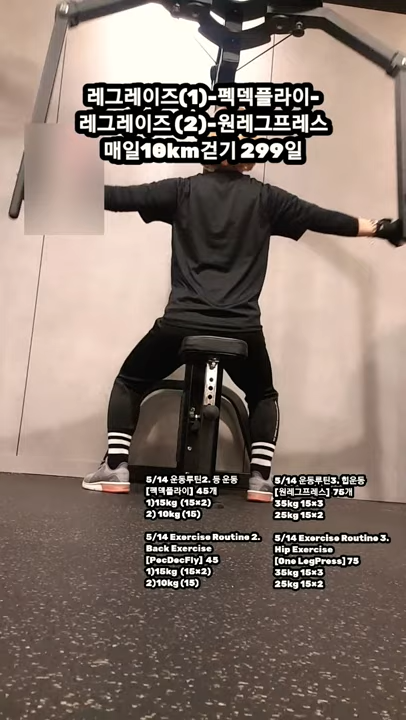 레그레이즈(1)-펙덱플라이-
레그레이즈 (2)-원레그프레스
매일10km걷기 299일
5/14 운동루틴2. 등 운동
[펙덱플라이] 45개
1)15kg (15×2)
2) 10kg (15)
5/14 Exercise Routine 2.
Back Exercise
[PecDecFly] 45
1)15kg (15×2)
2)10kg (15)
5/14 운동루틴3. 힙운동
[원레그프레스] 75개
35kg 15×3
25kg 15×2
5/14 Exercise Routine 3.
Hip Exercise
[One LegPress] 75
35kg 15×3
25kg 15×2